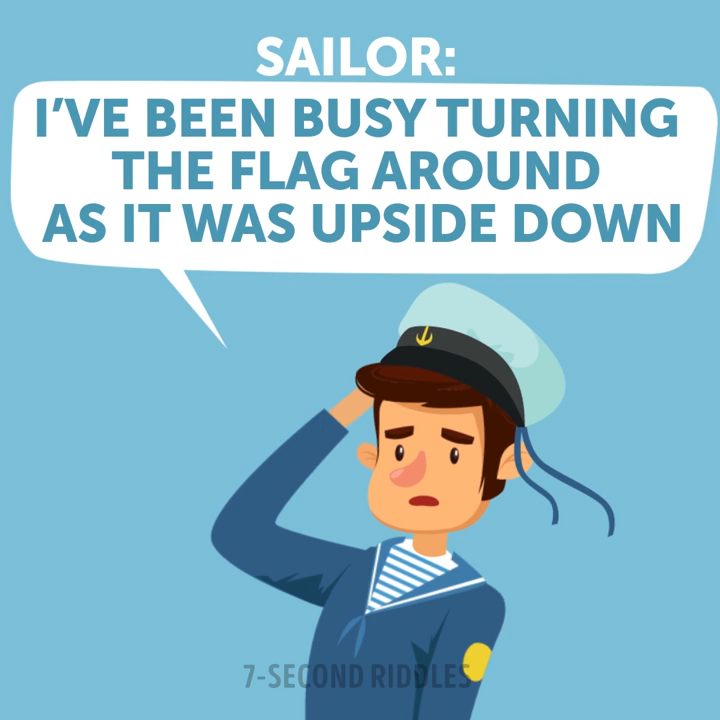 SAILOR:
I'VE BEEN BUSY TURNING
THE FLAG AROUND
AS IT WAS UPSIDE DOWN
7-SECOND RIDDLES